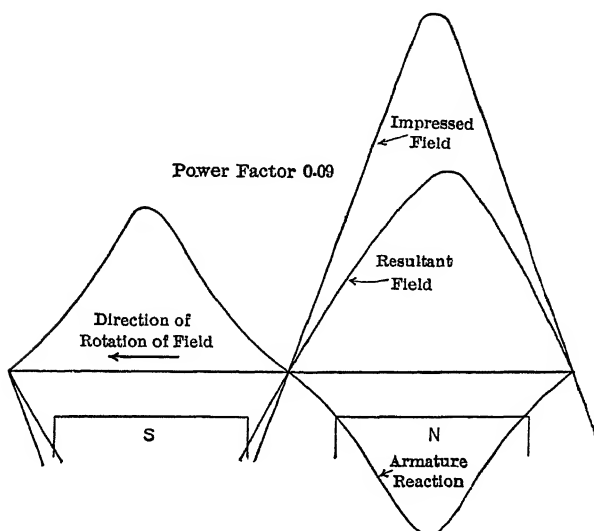 Impressed
Field
Power Factor 0·09
Resultant
Field
Direction of
Rotation of Field
S
N
Armature
Reaction